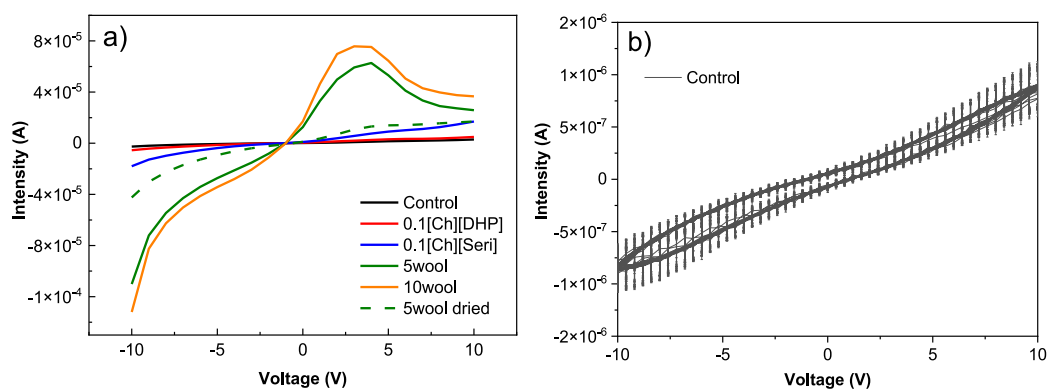 a)
Intensity (A)
8×10⁻⁵
4×10⁻⁵
0
-4×10⁻⁵
-8×10⁻⁵
-1×10⁻⁴
Control
0.1[Ch][DHP]
0.1[Ch][Seri]
5wool
10wool
5wool dried
-10
-5
0
5
10
Voltage (V)
b)
Intensity (A)
2×10⁻⁶
1×10⁻⁶
5×10⁻⁷
0
-5×10⁻⁷
-1×10⁻⁶
-2×10⁻⁶
Control
-10
-5
0
5
10
Voltage (V)